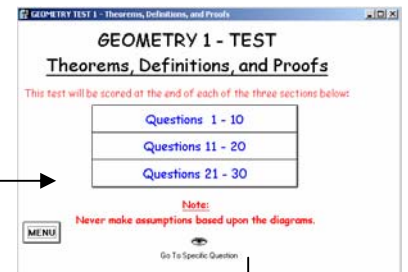 GEOMETRY TEST 1 - Theorems, Definitions, and Proofs
GEOMETRY 1 - TEST
Theorems, Definitions, and Proofs
This test will be scored at the end of each of the three sections below:
Questions 1 - 10
Questions 11 - 20
Questions 21 - 30
Note:
Never make assumptions based upon the diagrams.
MENU
Go To Specific Question